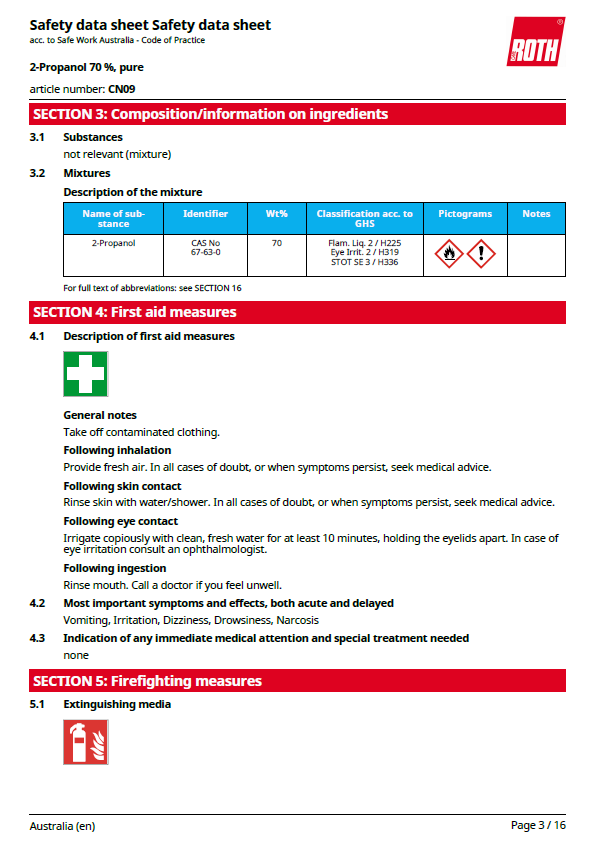 Safety data sheet Safety data sheet
acc. to Safe Work Australia - Code of Practice
ROTH
®
2-Propanol 70 %, pure
article number: CN09
SECTION 3: Composition/information on ingredients
3.1 Substances
not relevant (mixture)
3.2 Mixtures
Description of the mixture
Name of sub-
stance
Identifier
Wt%
Classification acc. to
GHS
Pictograms
Notes
2-Propanol
CAS No
67-63-0
70
Flam. Liq. 2 / H225
Eye Irrit. 2 / H319
STOT SE 3 / H336
For full text of abbreviations: see SECTION 16
SECTION 4: First aid measures
4.1 Description of first aid measures
General notes
Take off contaminated clothing.
Following inhalation
Provide fresh air. In all cases of doubt, or when symptoms persist, seek medical advice.
Following skin contact
Rinse skin with water/shower. In all cases of doubt, or when symptoms persist, seek medical advice.
Following eye contact
Irrigate copiously with clean, fresh water for at least 10 minutes, holding the eyelids apart. In case of
eye irritation consult an ophthalmologist.
Following ingestion
Rinse mouth. Call a doctor if you feel unwell.
4.2 Most important symptoms and effects, both acute and delayed
Vomiting, Irritation, Dizziness, Drowsiness, Narcosis
4.3 Indication of any immediate medical attention and special treatment needed
none
SECTION 5: Firefighting measures
5.1 Extinguishing media
Australia (en)
Page 3 / 16